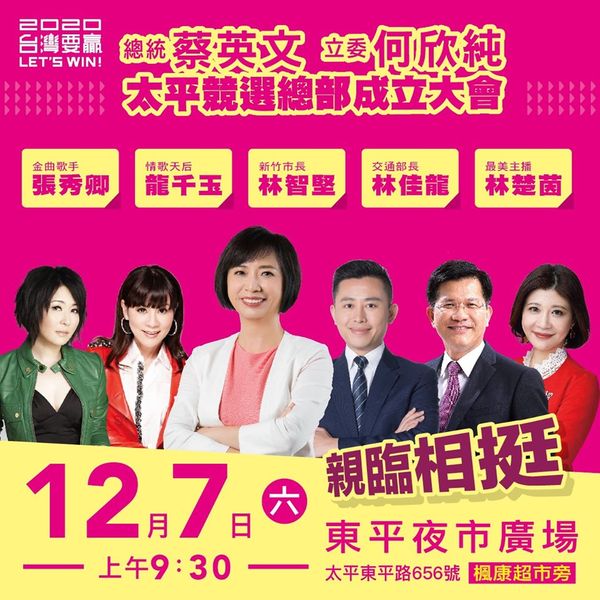 2020
台灣要贏
LET'S WIN!
總統 蔡英文 立委 何欣純
太平競選總部成立大會
金曲歌手
張秀卿
情歌天后
龍千玉
新竹市長
林智堅
交通部長
林佳龍
最美主播
林楚茵
親臨相挺
12月7日 六
上午9:30
東平夜市廣場
太平東平路656號 楓康超市旁